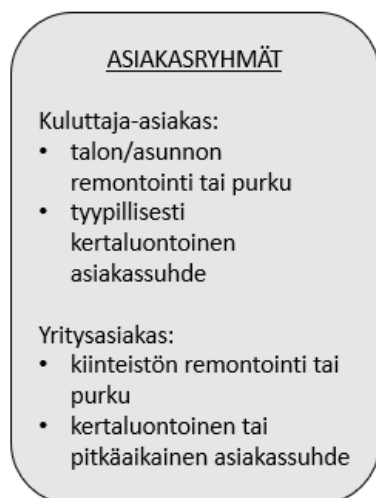 ASIAKASRYHMÄT
Kuluttaja-asiakas:
• talon/asunnon
remontointi tai purku
• tyypillisesti
kertaluontoinen
asiakassuhde
Yritysasiakas:
• kiinteistön remontointi tai
purku
• kertaluontoinen tai
pitkäaikainen asiakassuhde